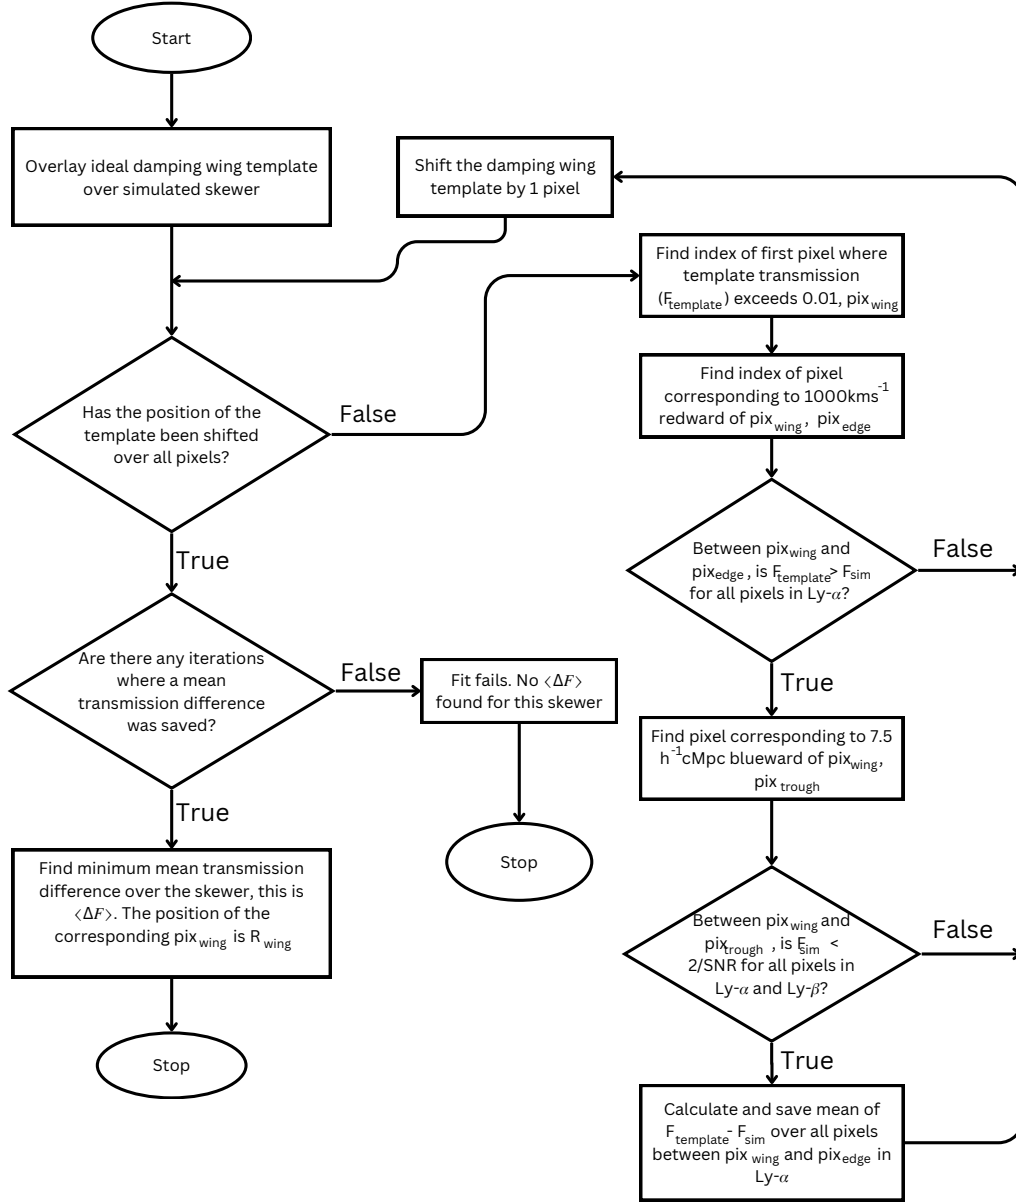 Start
Overlay ideal damping wing template
over simulated skewer
Shift the damping wing
template by 1 pixel
Has the position of the
template been shifted
over all pixels?
False
True
Find index of first pixel where
template transmission
(F_template) exceeds 0.01, pix_wing
Find index of pixel
corresponding to 1000kms^-1
redward of pix_wing, pix_edge
Between pix_wing and
pix_edge, is F_template > F_sim
for all pixels in Ly-α?
False
True
Find pixel corresponding to 7.5
h^-1cMpc blueward of pix_wing,
pix_trough
Between pix_wing and
pix_trough, is F_sim <
2/SNR for all pixels in
Ly-α and Ly-β?
False
True
Calculate and save mean of
F_template - F_sim over all pixels
between pix_wing and pix_edge in
Ly-α
Are there any iterations
where a mean
transmission difference
was saved?
False
Fit fails. No ⟨ΔF⟩
found for this skewer
Stop
True
Find minimum mean transmission
difference over the skewer, this is
⟨ΔF⟩. The position of the
corresponding pix_wing is R_wing
Stop